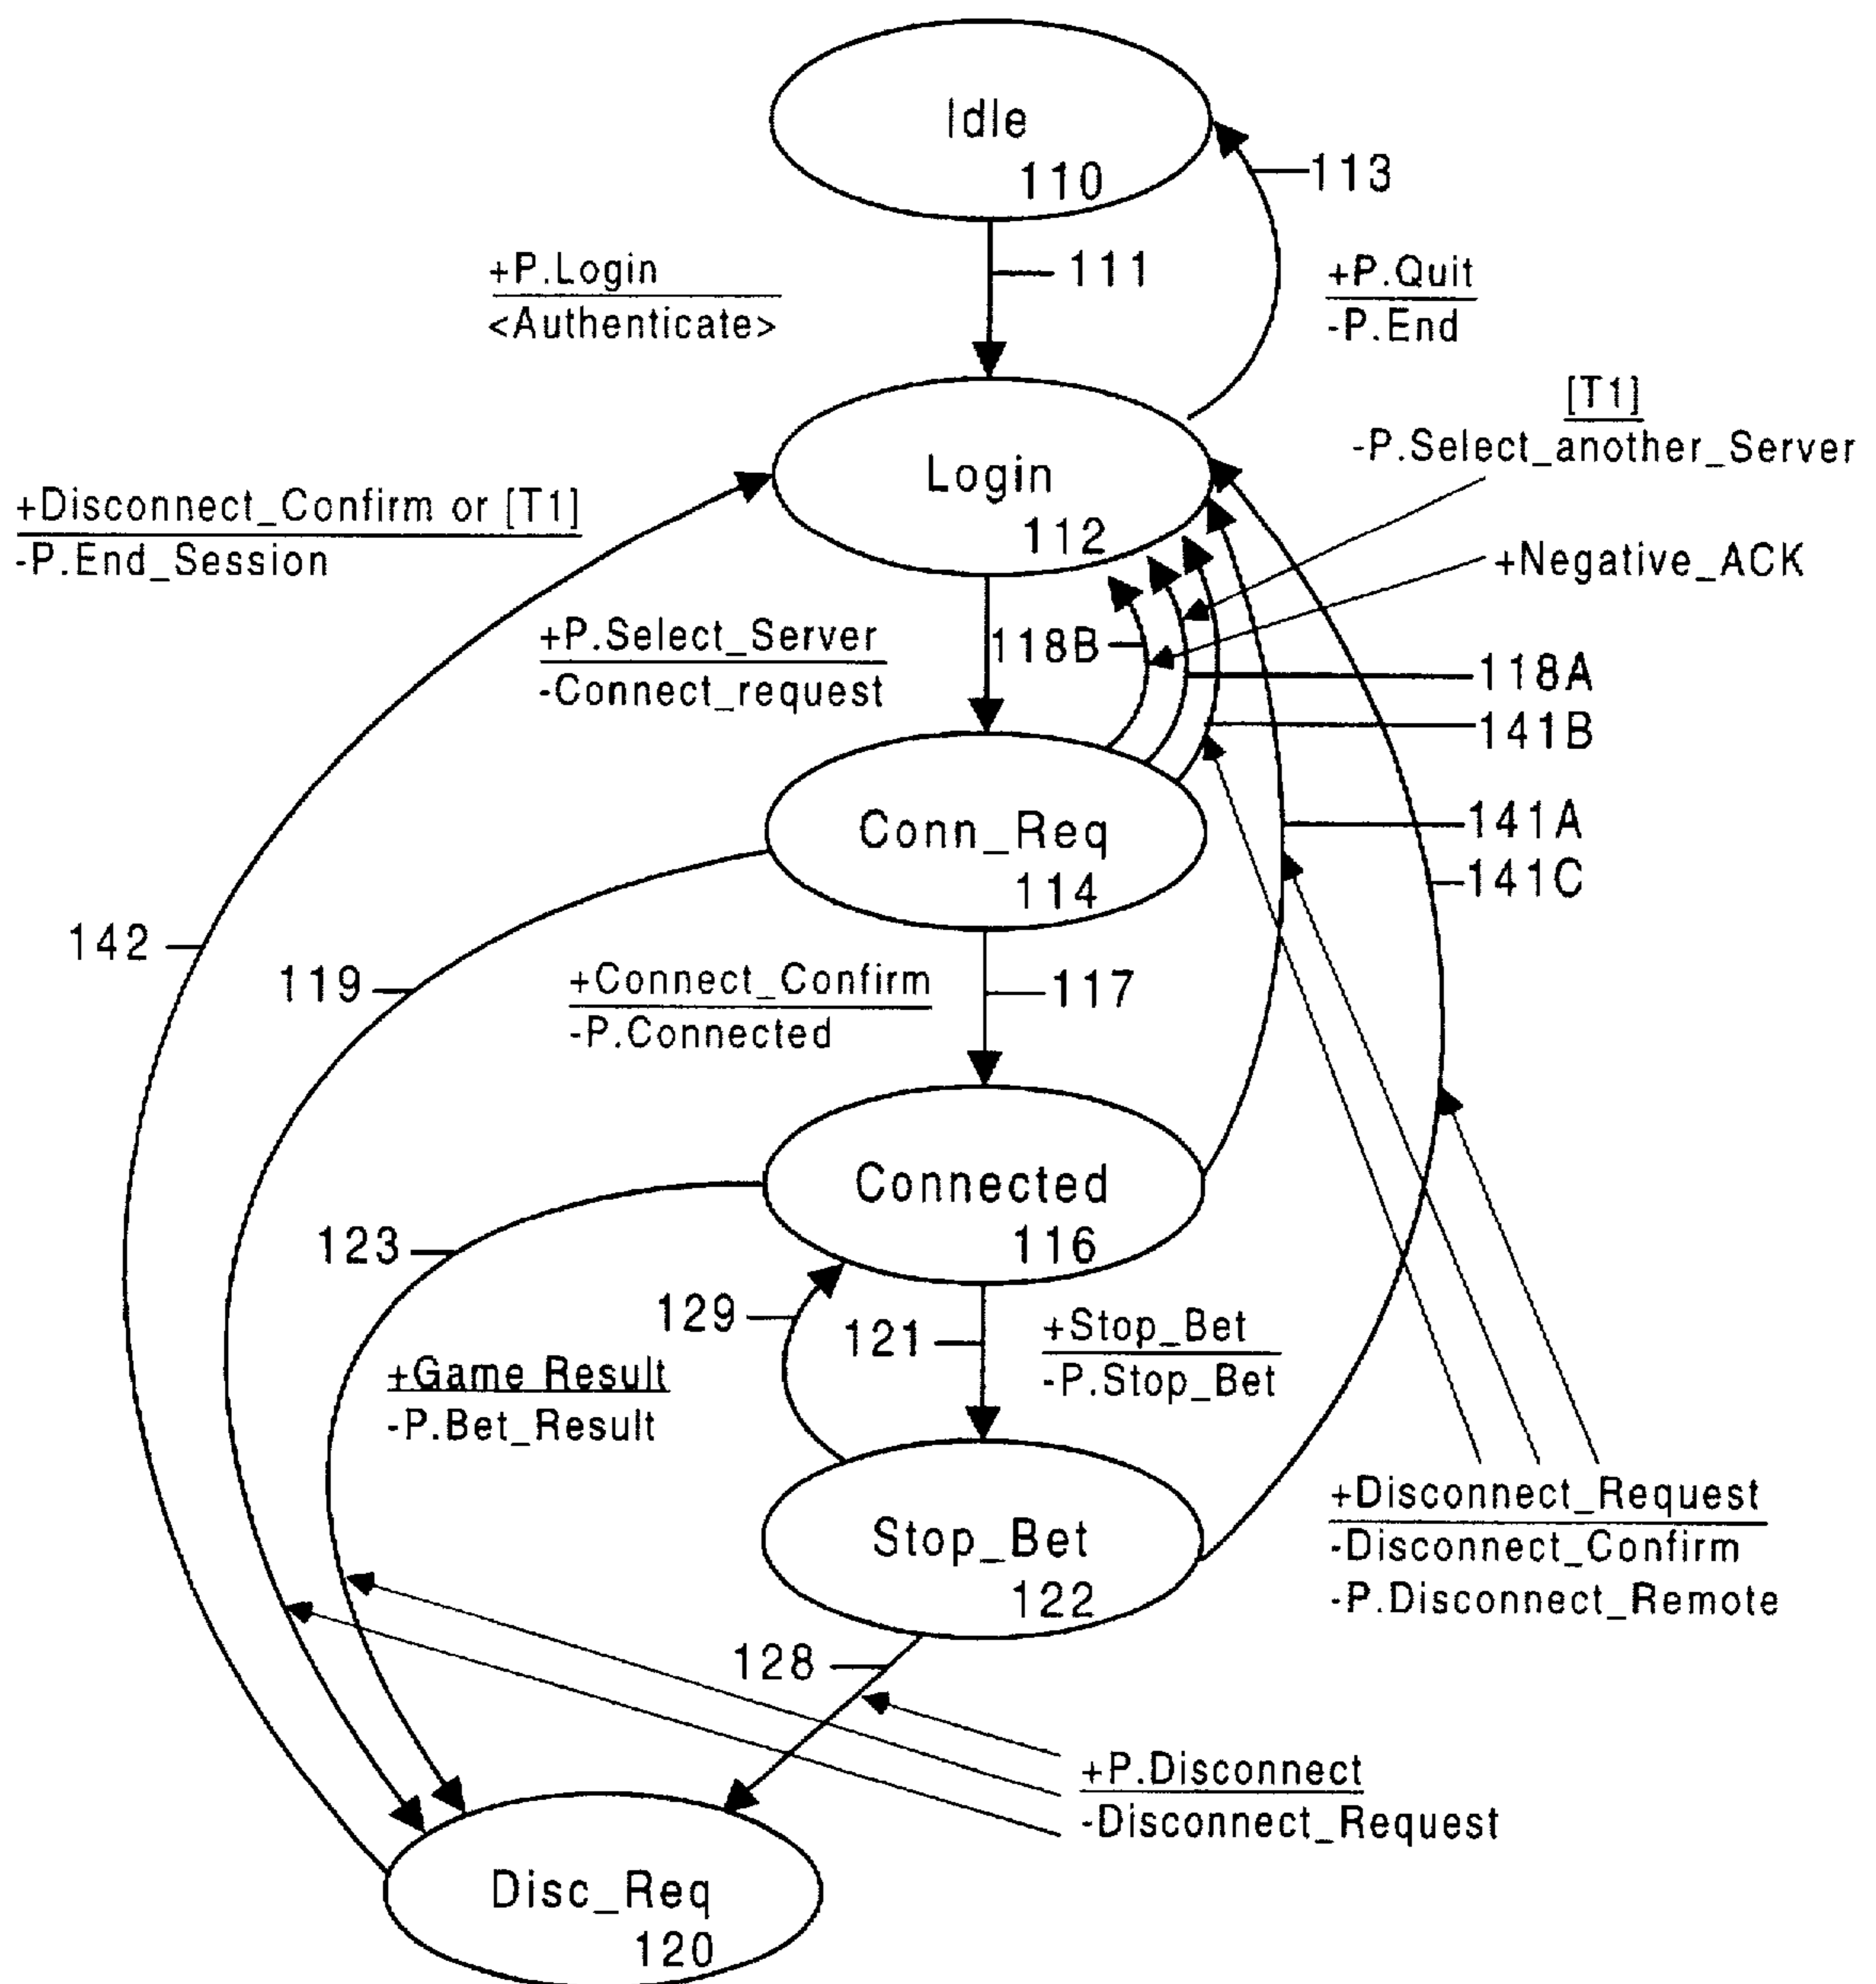 Idle
110
113
+P.Login
<Authenticate>
111
+P.Quit
-P.End
[T1]
-P.Select_another_Server
Login
112
+Disconnect_Confirm or [T1]
-P.End_Session
+Negative_ACK
+P.Select_Server
-Connect_request
118B
118A
141B
Conn_Req
114
141A
141C
142
119
+Connect_Confirm
-P.Connected
117
Connected
116
123
129
121
+Stop_Bet
-P.Stop_Bet
+Game Result
-P.Bet_Result
Stop_Bet
122
+Disconnect_Request
-Disconnect_Confirm
-P.Disconnect_Remote
128
+P.Disconnect
-Disconnect_Request
Disc_Req
120